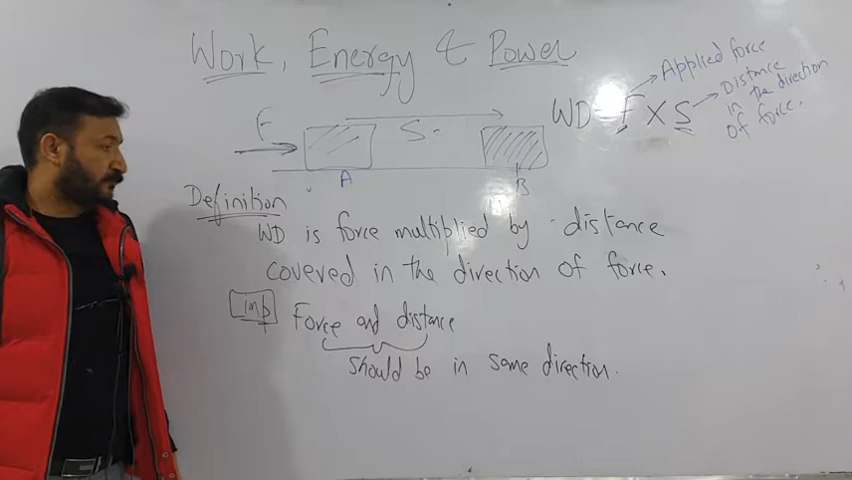 Work, Energy & Power
F
S
A
B
WD = F X S
Applied force
Distance
in the direction
of force.
Definition
WD is force multiplied by distance
covered in the direction of force.
imp Force and distance
should be in same direction.